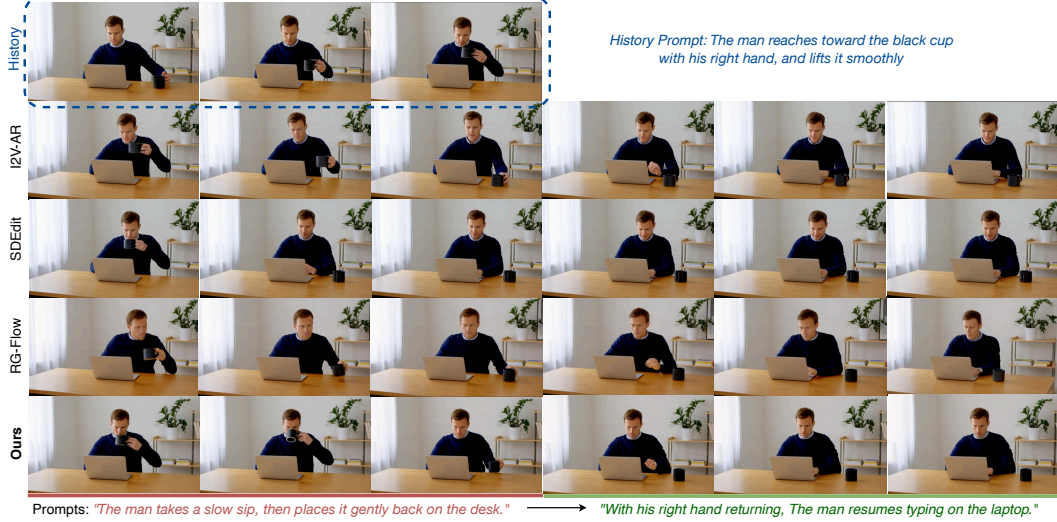 History
History Prompt: The man reaches toward the black cup
with his right hand, and lifts it smoothly
I2V-AR
SDEdit
RG-Flow
Ours
Prompts: "The man takes a slow sip, then places it gently back on the desk." "With his right hand returning, The man resumes typing on the laptop."